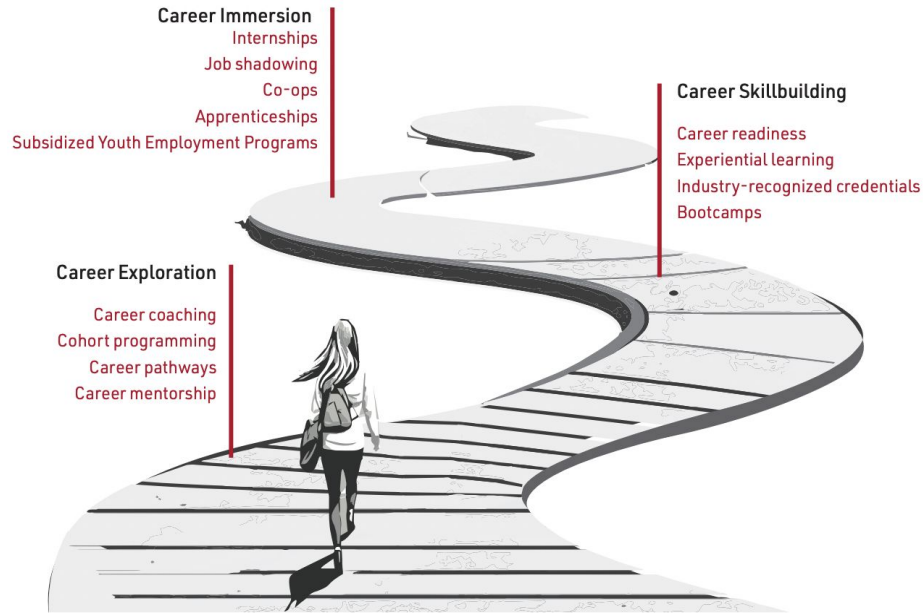 Career Immersion
Internships
Job shadowing
Co-ops
Apprenticeships
Subsidized Youth Employment Programs
Career Skillbuilding
Career readiness
Experiential learning
Industry-recognized credentials
Bootcamps
Career Exploration
Career coaching
Cohort programming
Career pathways
Career mentorship